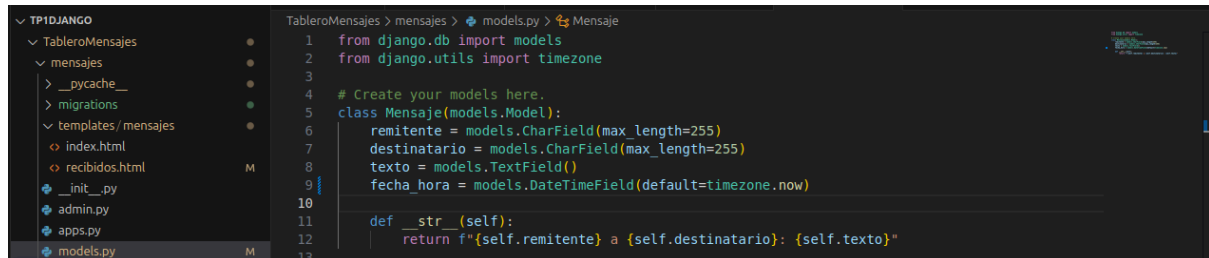 TP1DJANGO
TableroMensajes
mensajes
__pycache__
migrations
templates/mensajes
<> index.html
<> recibidos.html M
__init__.py
admin.py
apps.py
models.py M
TableroMensajes > mensajes > models.py > Mensaje
1 from django.db import models
2 from django.utils import timezone
3
4 # Create your models here.
5 class Mensaje(models.Model):
6 remitente = models.CharField(max_length=255)
7 destinatario = models.CharField(max_length=255)
8 texto = models.TextField()
9 fecha_hora = models.DateTimeField(default=timezone.now)
10
11 def __str__(self):
12 return f"{self.remitente} a {self.destinatario}: {self.texto}"
13